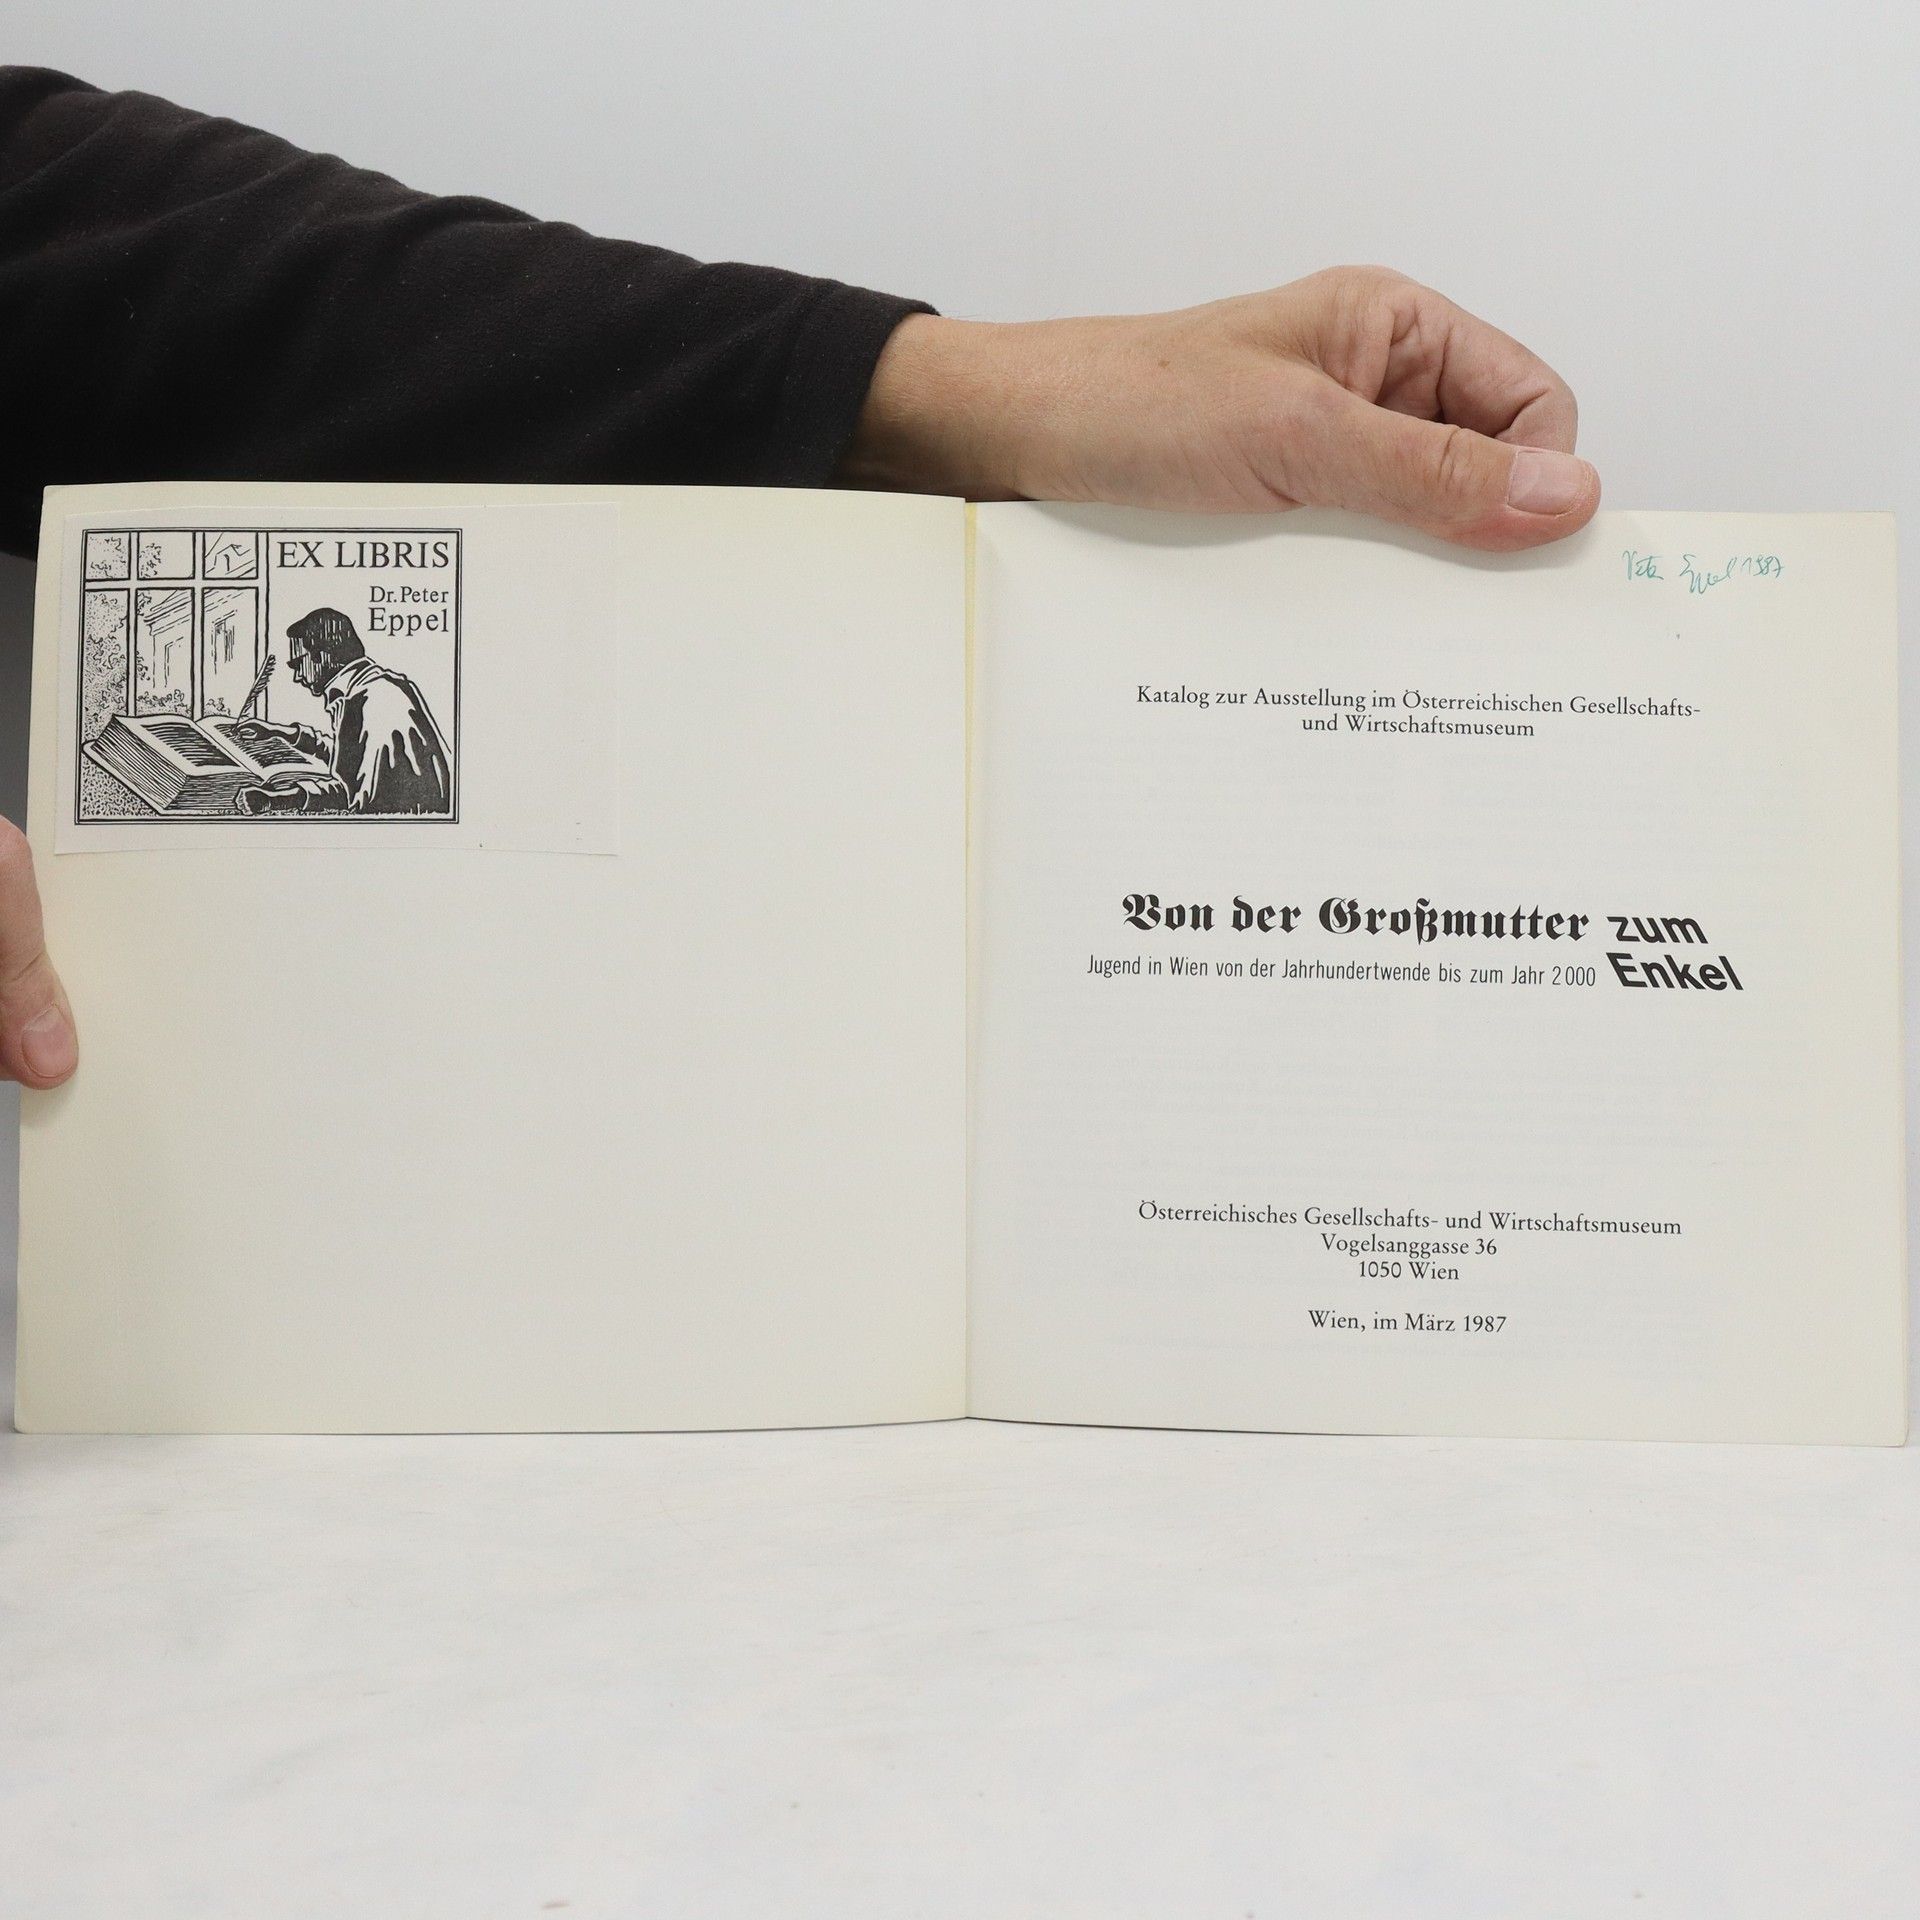 EX LIBRIS
Dr. Peter
Eppel
Peter Eppel 1987
Katalog zur Ausstellung im Österreichischen Gesellschafts-
und Wirtschaftsmuseum
Von der Großmutter zum
Jugend in Wien von der Jahrhundertwende bis zum Jahr 2000 Enkel
Österreichisches Gesellschafts- und Wirtschaftsmuseum
Vogelsanggasse 36
1050 Wien
Wien, im März 1987